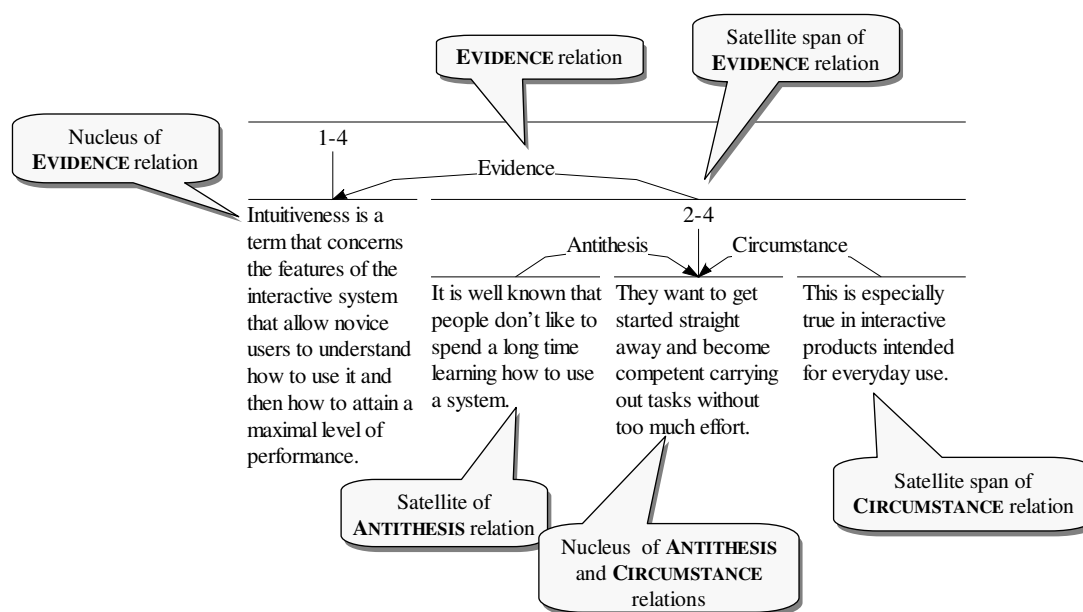 EVIDENCE relation
Satellite span of
EVIDENCE relation
Nucleus of
EVIDENCE relation
1-4
Evidence
2-4
Antithesis
Circumstance
Intuitiveness is a
term that concerns
the features of the
interactive system
that allow novice
users to understand
how to use it and
then how to attain a
maximal level of
performance.
It is well known that
people don’t like to
spend a long time
learning how to use
a system.
They want to get
started straight
away and become
competent carrying
out tasks without
too much effort.
This is especially
true in interactive
products intended
for everyday use.
Satellite of
ANTITHESIS relation
Nucleus of ANTITHESIS
and CIRCUMSTANCE
relations
Satellite span of
CIRCUMSTANCE relation